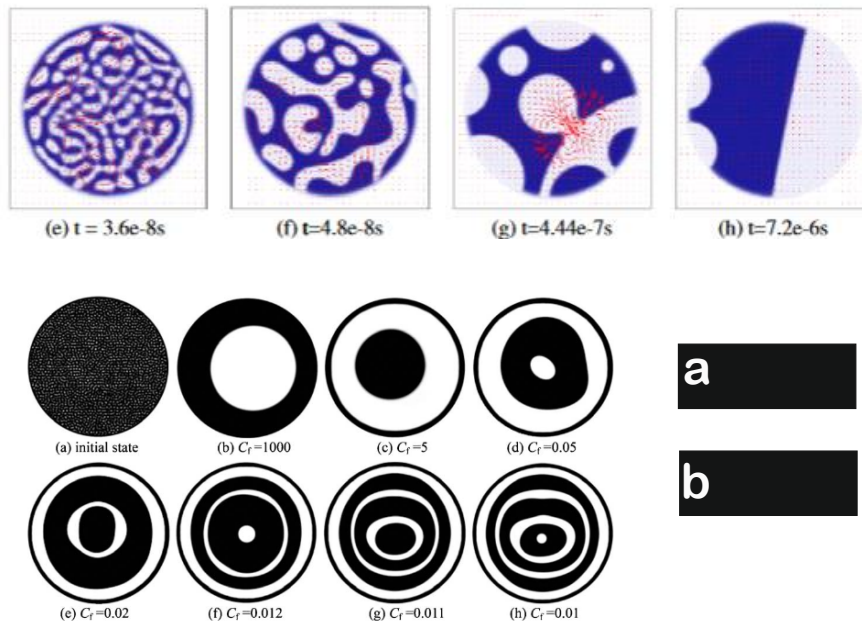 (e) t = 3.6e-8s (f) t=4.8e-8s (g) t=4.44e-7s (h) t=7.2e-6s
(a) initial state (b) Cf=1000 (c) Cf=5 (d) Cf=0.05
a
b
(e) Cf=0.02 (f) Cf=0.012 (g) Cf=0.011 (h) Cf=0.01